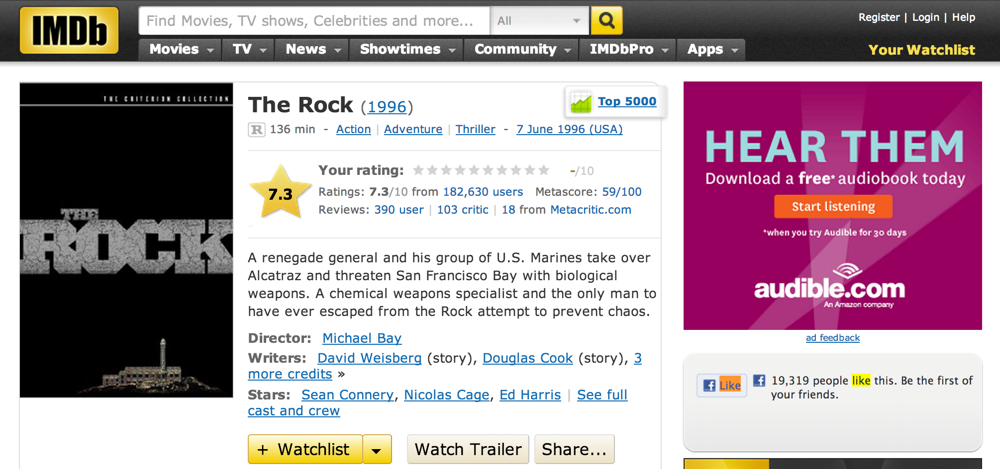 IMDb
Find Movies, TV shows, Celebrities and more...
All
Register | Login | Help
Movies
TV
News
Showtimes
Community
IMDbPro
Apps
Your Watchlist
THE CRITERION COLLECTION
THE
ROCK
The Rock (1996)
Top 5000
R 136 min - Action | Adventure | Thriller - 7 June 1996 (USA)
7.3
Your rating: -/10
Ratings: 7.3/10 from 182,630 users Metascore: 59/100
Reviews: 390 user | 103 critic | 18 from Metacritic.com
A renegade general and his group of U.S. Marines take over
Alcatraz and threaten San Francisco Bay with biological
weapons. A chemical weapons specialist and the only man to
have ever escaped from the Rock attempt to prevent chaos.
Director: Michael Bay
Writers: David Weisberg (story), Douglas Cook (story), 3
more credits »
Stars: Sean Connery, Nicolas Cage, Ed Harris | See full
cast and crew
+ Watchlist
Watch Trailer
Share...
HEAR THEM
Download a free* audiobook today
Start listening
*when you try Audible for 30 days
audible.com
An Amazon company
ad feedback
f Like
f 19,319 people like this. Be the first of
your friends.